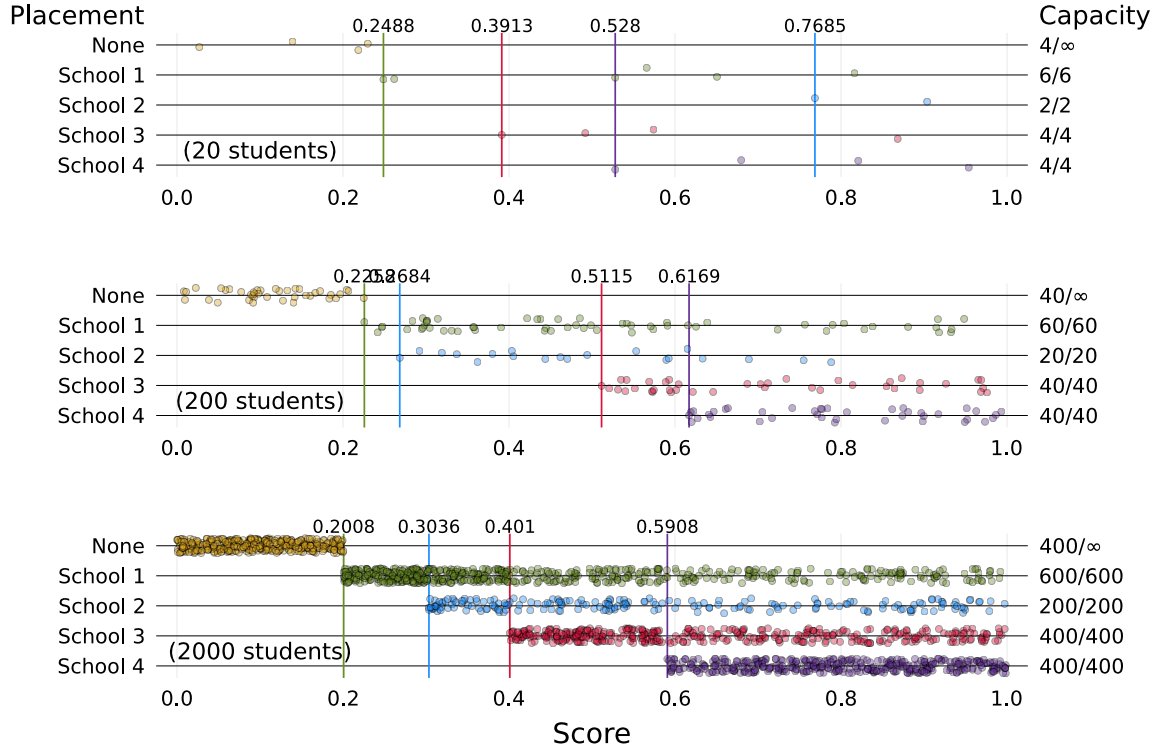 Placement Capacity
0.2488 0.3913 0.528 0.7685
None 4/∞
School 1 6/6
School 2 2/2
School 3 4/4
(20 students)
School 4 4/4
0.0 0.2 0.4 0.6 0.8 1.0
0.2258 0.2684 0.5115 0.6169
None 40/∞
School 1 60/60
School 2 20/20
School 3 40/40
(200 students)
School 4 40/40
0.0 0.2 0.4 0.6 0.8 1.0
0.2008 0.3036 0.401 0.5908
None 400/∞
School 1 600/600
School 2 200/200
School 3 400/400
(2000 students)
School 4 400/400
0.0 0.2 0.4 0.6 0.8 1.0
Score